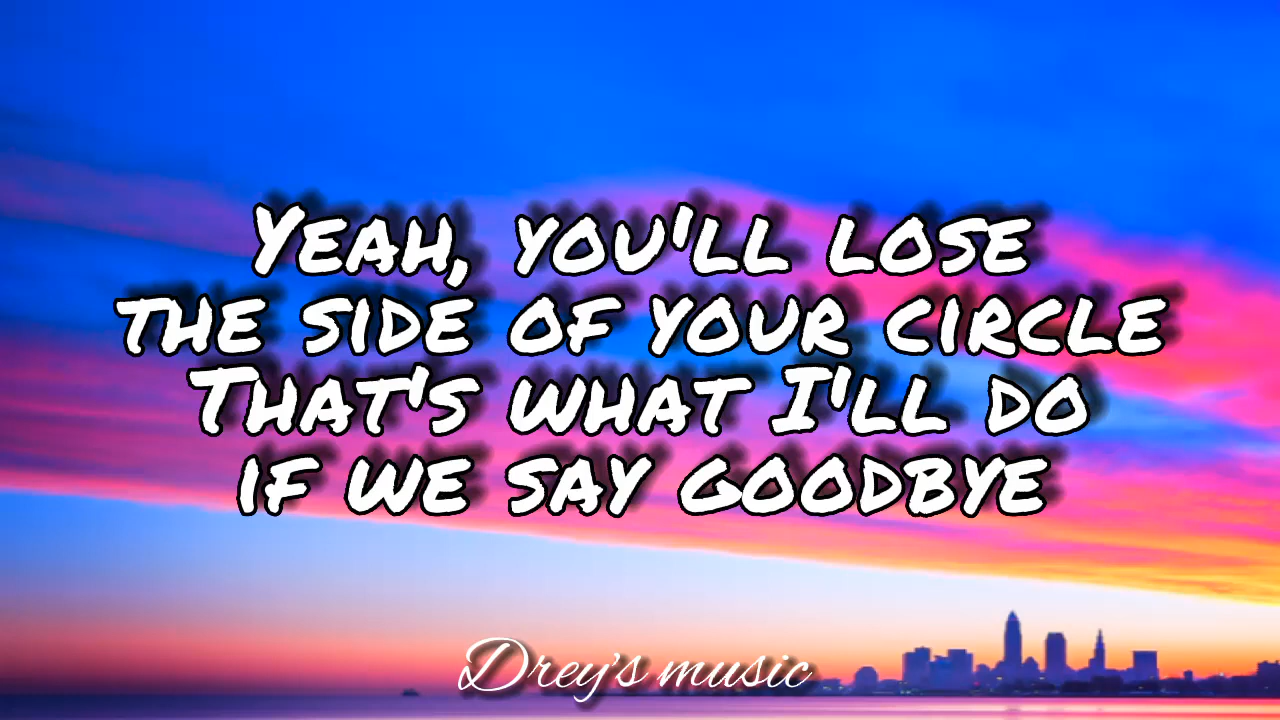 Yeah, you'll lose
the side of your circle
That's what I'll do
if we say goodbye
Drey's music